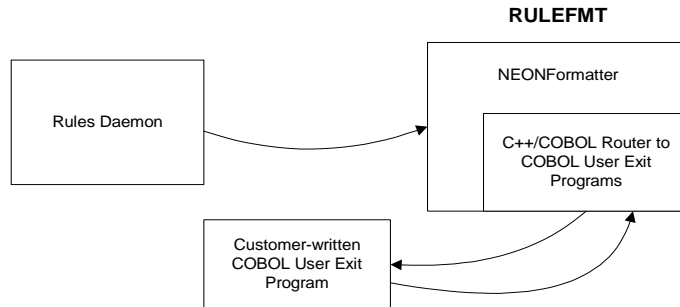 RULEFMT
NEONFormatter
Rules Daemon
C++/COBOL Router to
COBOL User Exit
Programs
Customer-written
COBOL User Exit
Program